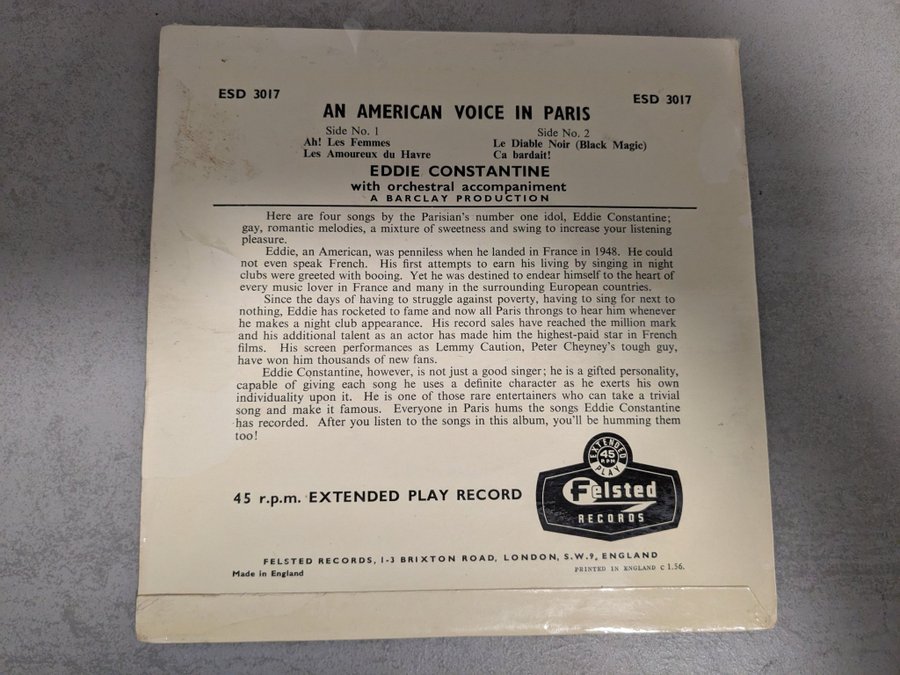 ESD 3017
ESD 3017
AN AMERICAN VOICE IN PARIS
Side No. 1
Ah! Les Femmes
Les Amoureux du Havre
Side No. 2
Le Diable Noir (Black Magic)
Ca bardait!
EDDIE CONSTANTINE
with orchestral accompaniment
A BARCLAY PRODUCTION
Here are four songs by the Parisian's number one idol, Eddie Constantine;
gay, romantic melodies, a mixture of sweetness and swing to increase your listening
pleasure.
Eddie, an American, was penniless when he landed in France in 1948. He could
not even speak French. His first attempts to earn his living by singing in night
clubs were greeted with booing. Yet he was destined to endear himself to the heart of
every music lover in France and many in the surrounding European countries.
Since the days of having to struggle against poverty, having to sing for next to
nothing, Eddie has rocketed to fame and now all Paris throngs to hear him whenever
he makes a night club appearance. His record sales have reached the million mark
and his additional talent as an actor has made him the highest-paid star in French
films. His screen performances as Lemmy Caution, Peter Cheyney's tough guy,
have won him thousands of new fans.
Eddie Constantine, however, is not just a good singer; he is a gifted personality,
capable of giving each song he uses a definite character as he exerts his own
individuality upon it. He is one of those rare entertainers who can take a trivial
song and make it famous. Everyone in Paris hums the songs Eddie Constantine
has recorded. After you listen to the songs in this album, you'll be humming them
too!
EXTENDED
45
RPM
PLAY
45 r.p.m. EXTENDED PLAY RECORD
Felsted
RECORDS
FELSTED RECORDS, 1-3 BRIXTON ROAD, LONDON, S.W.9, ENGLAND
Made in England
PRINTED IN ENGLAND C 1.56.